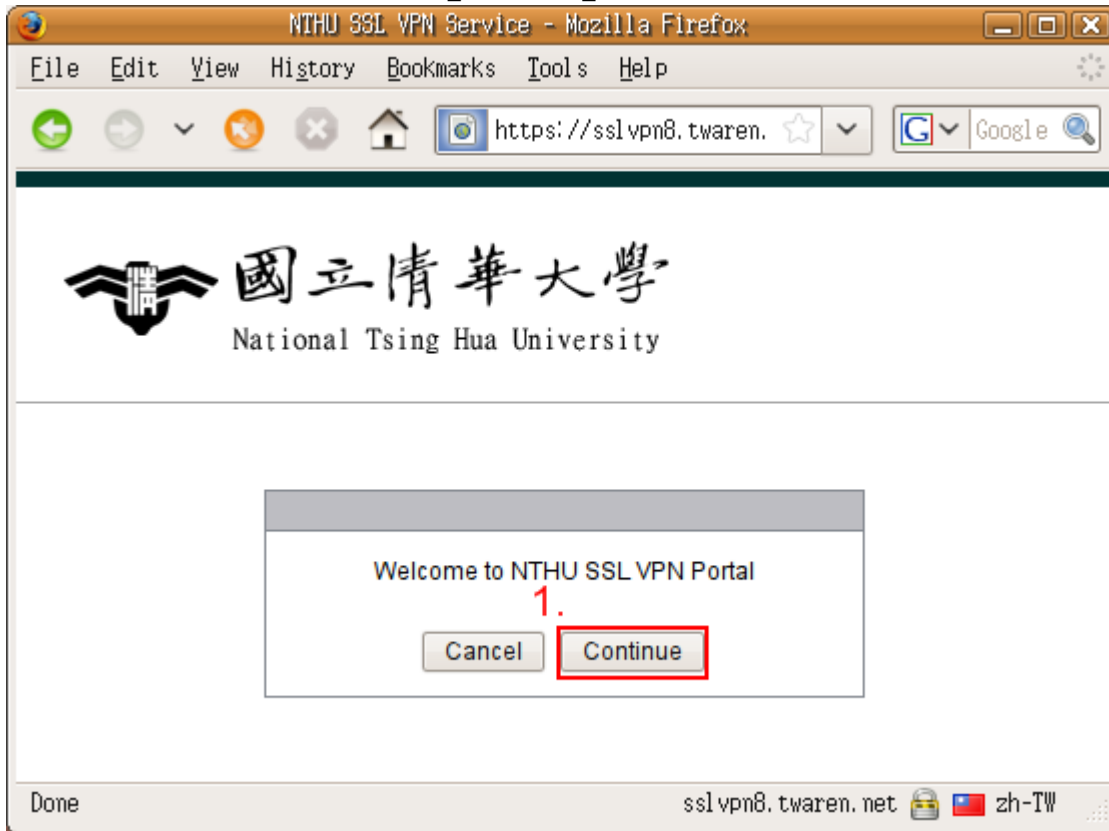 NTHU SSL VPN Service - Mozilla Firefox
File Edit View History Bookmarks Tools Help
https://sslvpn8.twaren. Google
國立清華大學
National Tsing Hua University
Welcome to NTHU SSL VPN Portal
1.
Cancel Continue
Done sslvpn8.twaren.net zh-TW